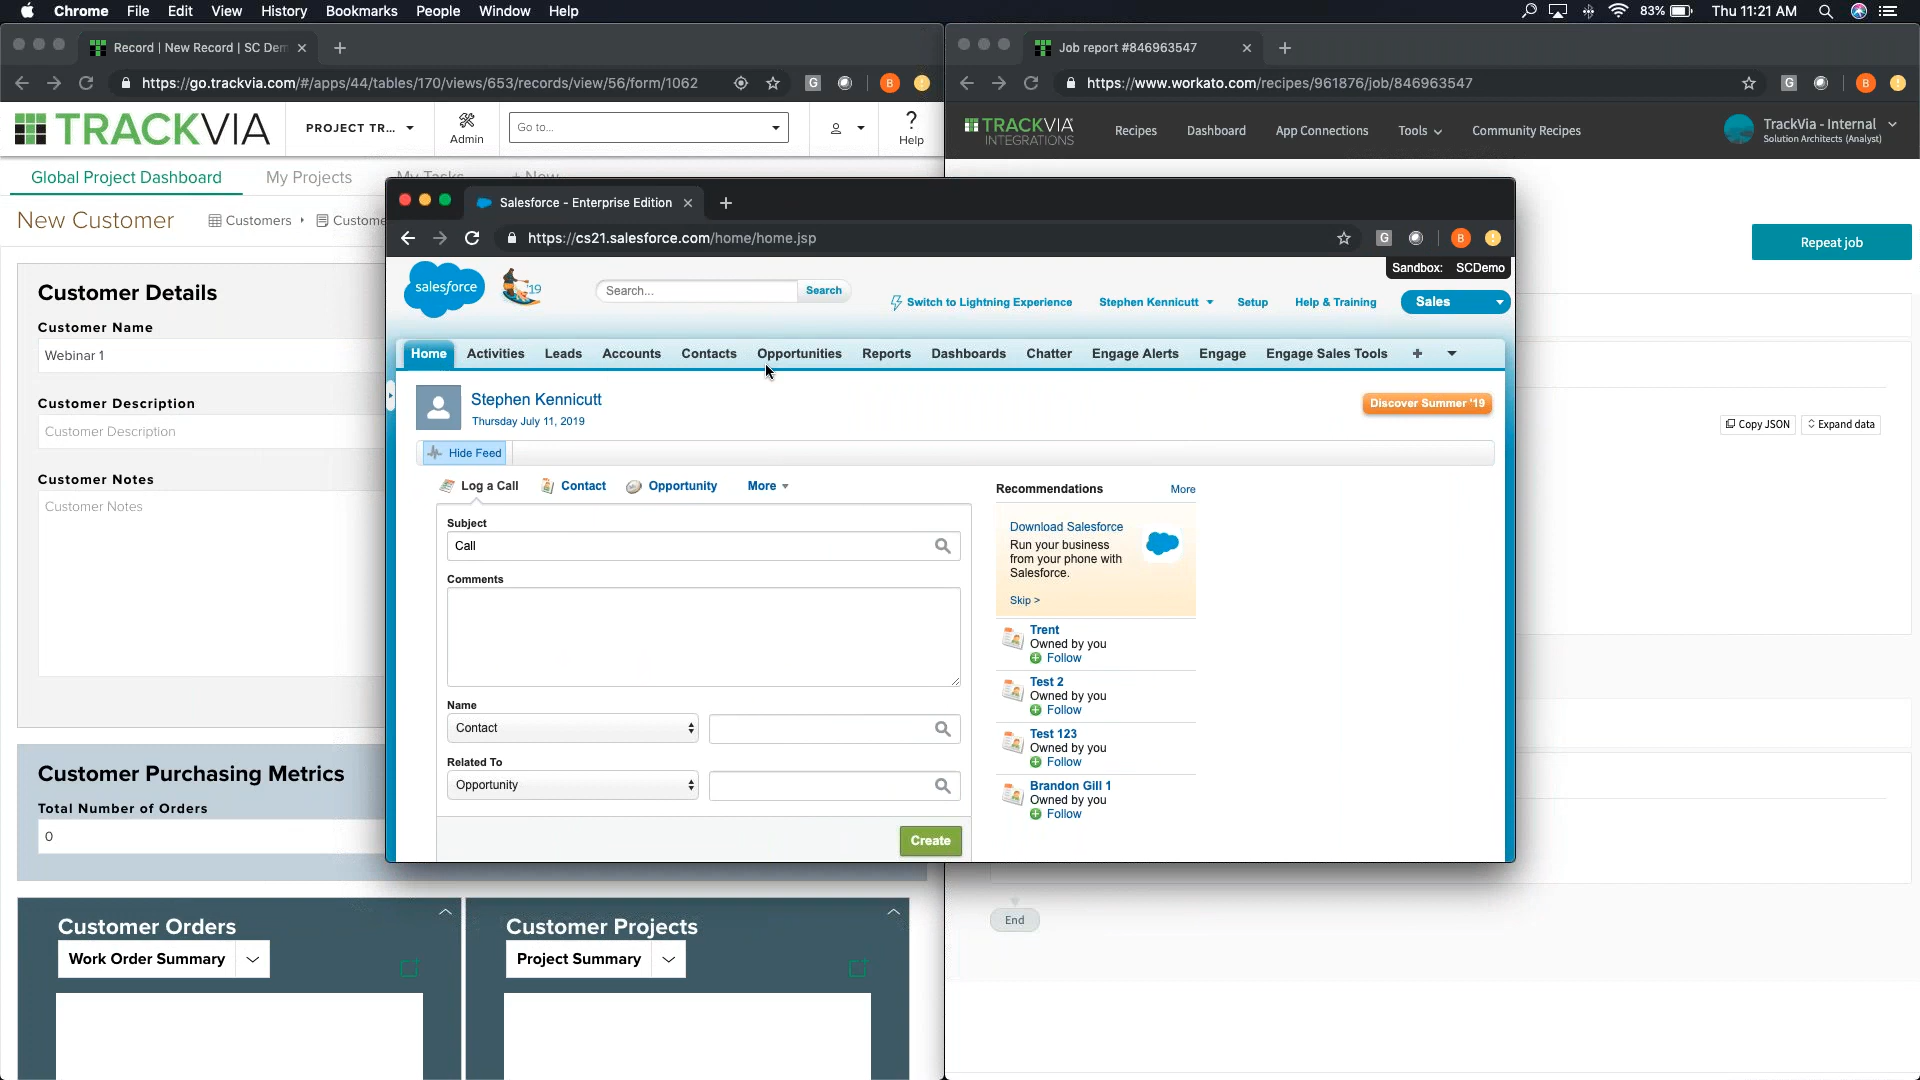 Chrome File Edit View History Bookmarks People Window Help
83% Thu 11:21 AM
Record | New Record | SC Dem
https://go.trackvia.com/#/apps/44/tables/170/views/653/records/view/56/form/1062
G B
TRACKVIA
PROJECT TR...
Admin
Go to...
Help
Global Project Dashboard My Projects My Tasks + New
New Customer Customers Custome
Customer Details
Customer Name
Webinar 1
Customer Description
Customer Description
Customer Notes
Customer Notes
Customer Purchasing Metrics
Total Number of Orders
0
Customer Orders
Work Order Summary
Customer Projects
Project Summary
Job report #846963547
https://www.workato.com/recipes/961876/job/846963547
G B
TRACKVIA
INTEGRATIONS
Recipes Dashboard App Connections Tools Community Recipes
TrackVia - Internal
Solution Architects (Analyst)
Repeat job
Copy JSON Expand data
End
Salesforce - Enterprise Edition
https://cs21.salesforce.com/home/home.jsp
G B
Sandbox: SCDemo
salesforce
'19
Search... Search
Switch to Lightning Experience Stephen Kennicutt Setup Help & Training Sales
Home Activities Leads Accounts Contacts Opportunities Reports Dashboards Chatter Engage Alerts Engage Engage Sales Tools +
Stephen Kennicutt
Thursday July 11, 2019
Discover Summer '19
Hide Feed
Log a Call Contact Opportunity More
Subject
Call
Comments
Name
Contact
Related To
Opportunity
Create
Recommendations More
Download Salesforce
Run your business
from your phone with
Salesforce.
Skip >
Trent
Owned by you
Follow
Test 2
Owned by you
Follow
Test 123
Owned by you
Follow
Brandon Gill 1
Owned by you
Follow